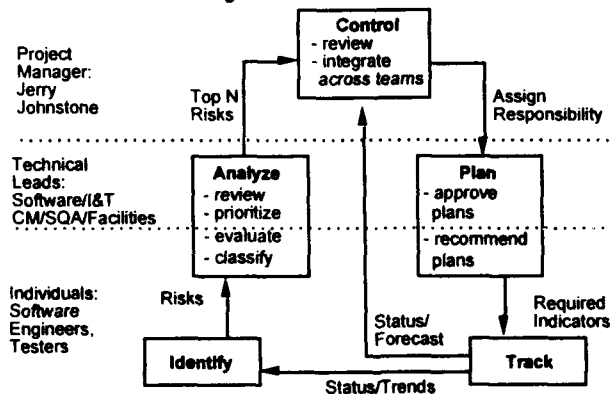 Control
- review
- integrate
across teams
Project
Manager:
Jerry
Johnstone
Top N
Risks
Assign
Responsibility
Technical
Leads:
Software/I&T
CM/SQA/Facilities
Analyze
- review
- prioritize
- evaluate
- classify
Plan
- approve
plans
- recommend
plans
Individuals:
Software
Engineers,
Testers
Risks
Status/
Forecast
Required
Indicators
Identify
Track
Status/Trends